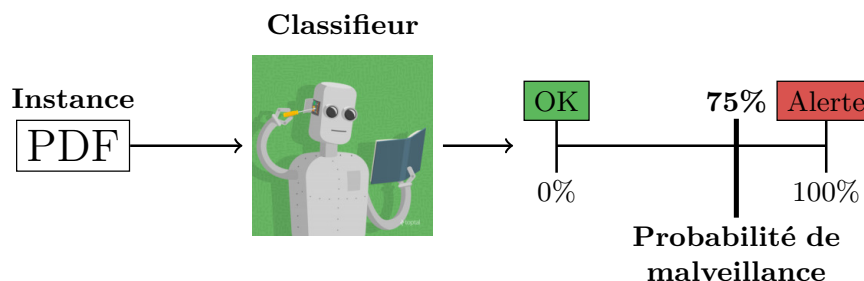 Classifieur
Instance
PDF
OK
75%
Alerte
0%
100%
Probabilité de
malveillance